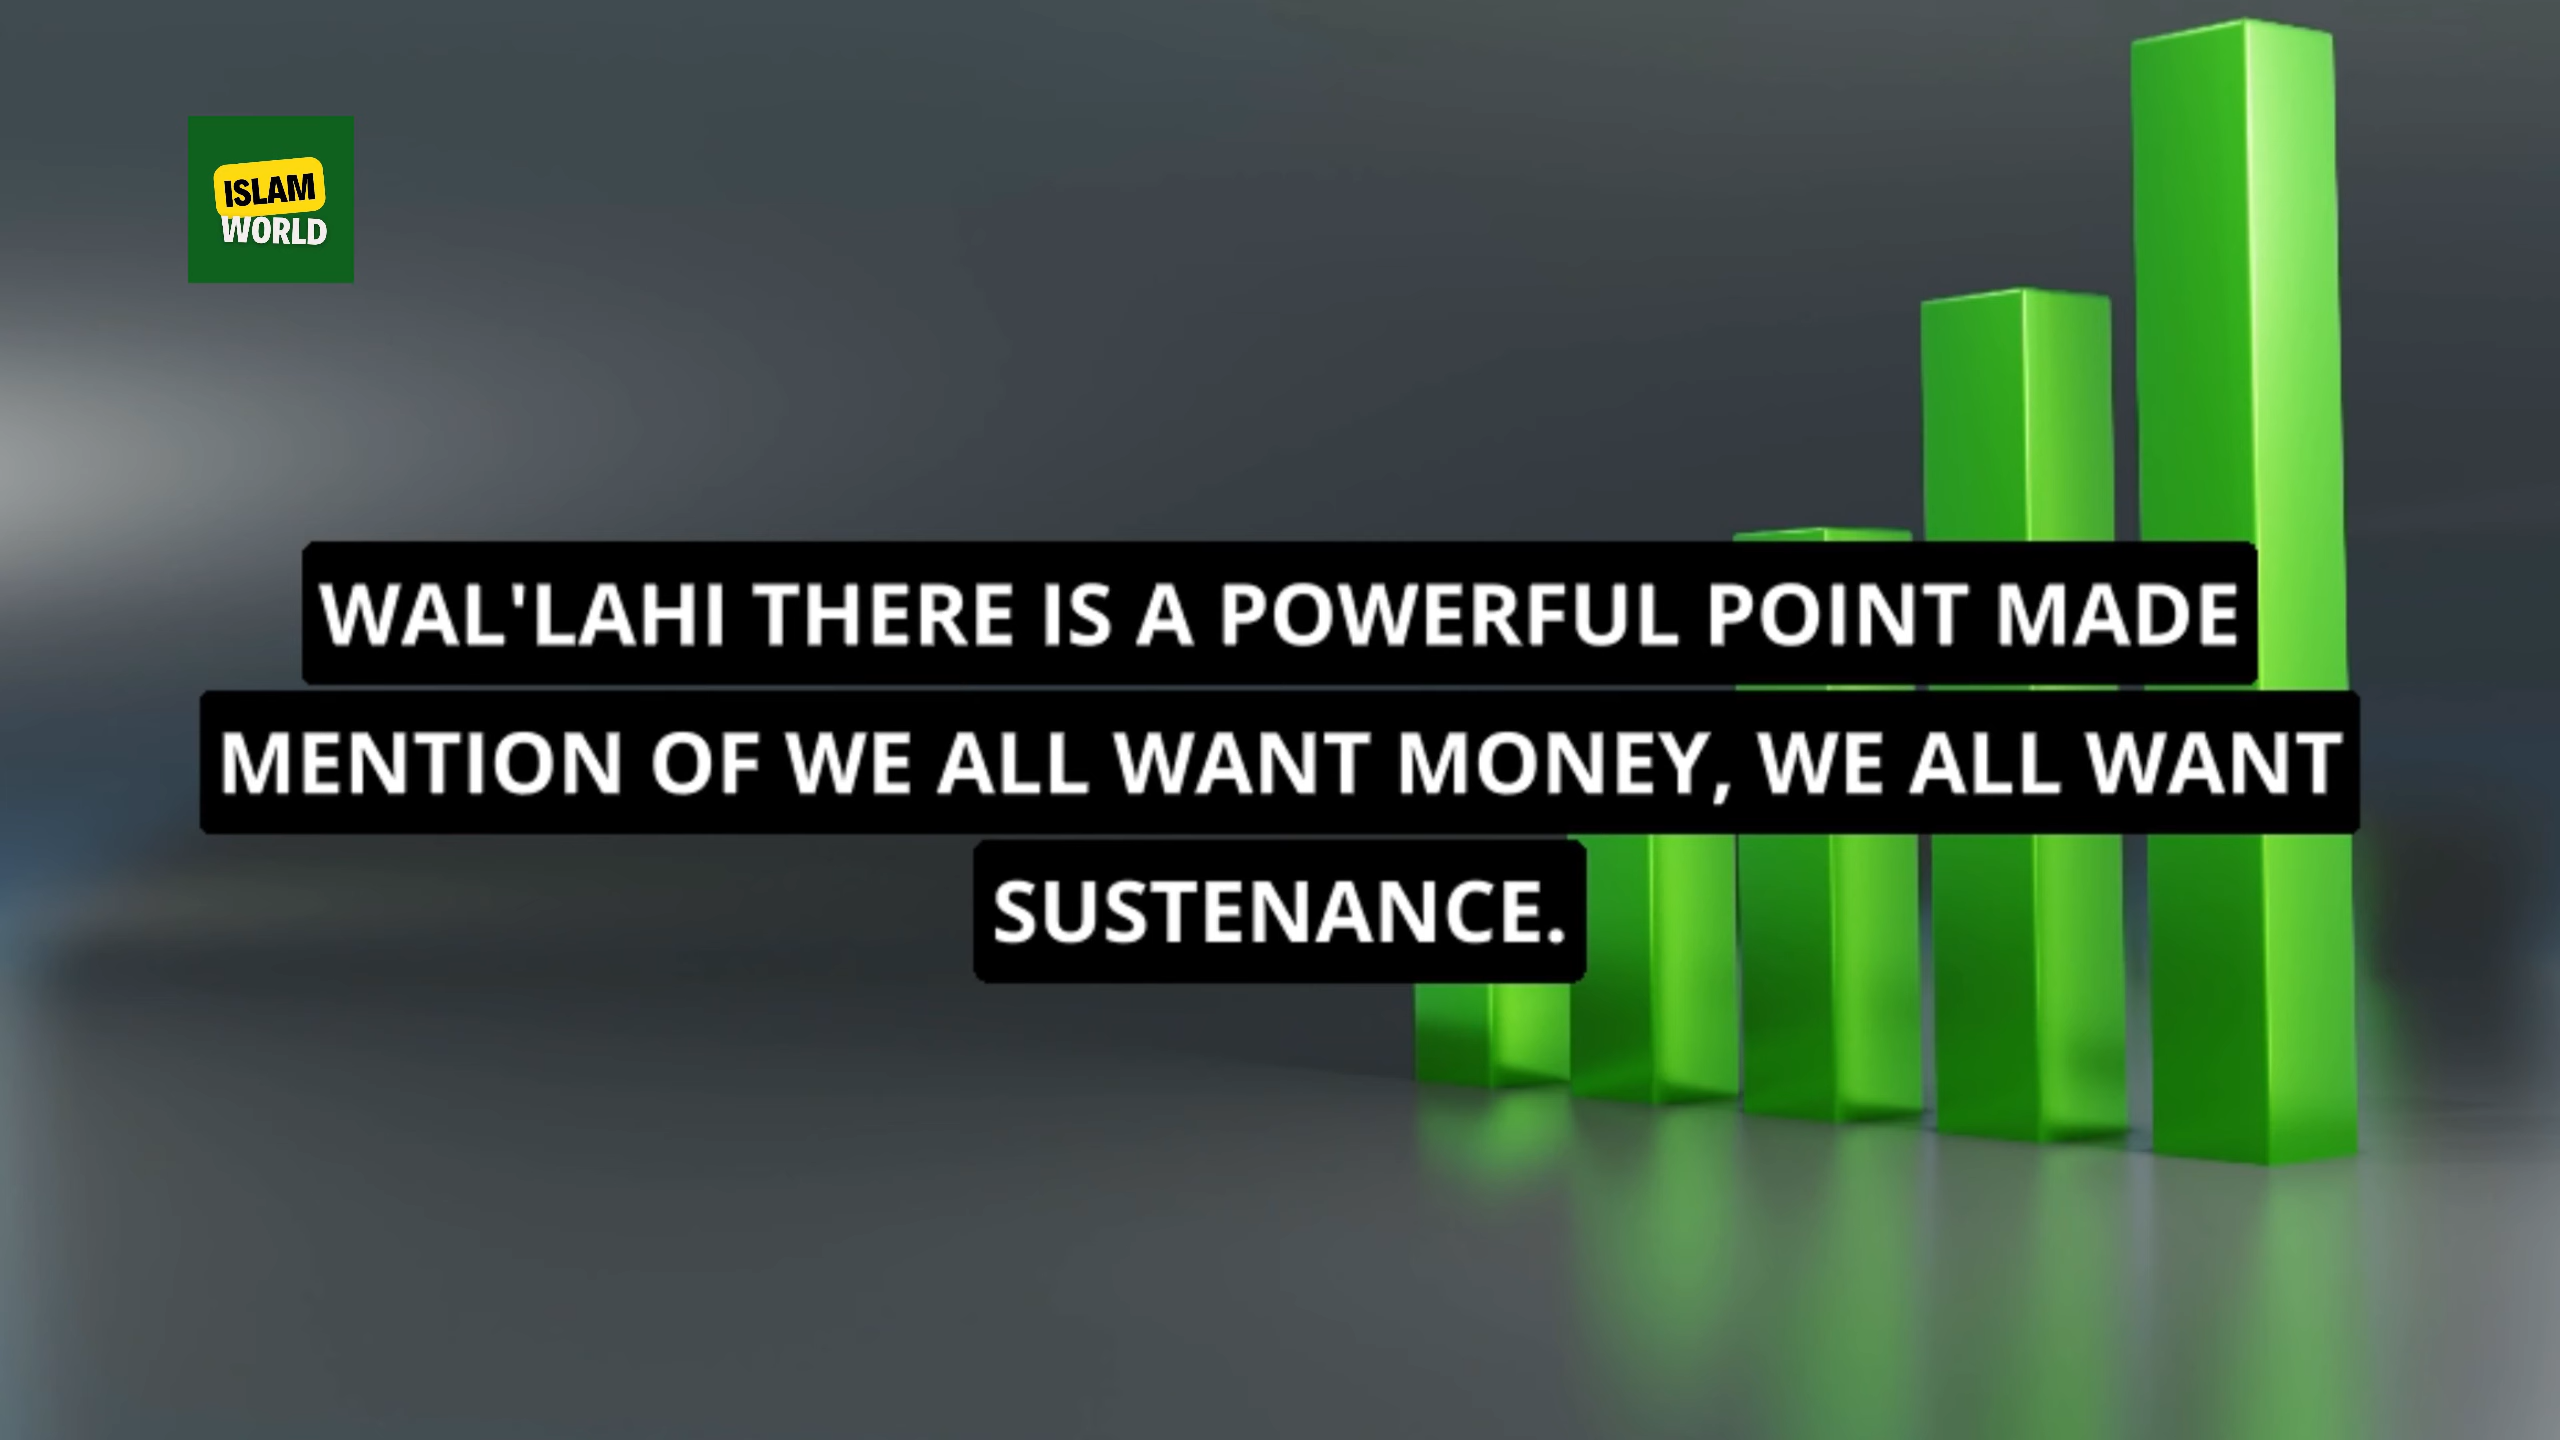 ISLAM
WORLD
WAL'LAHI THERE IS A POWERFUL POINT MADE
MENTION OF WE ALL WANT MONEY, WE ALL WANT
SUSTENANCE.